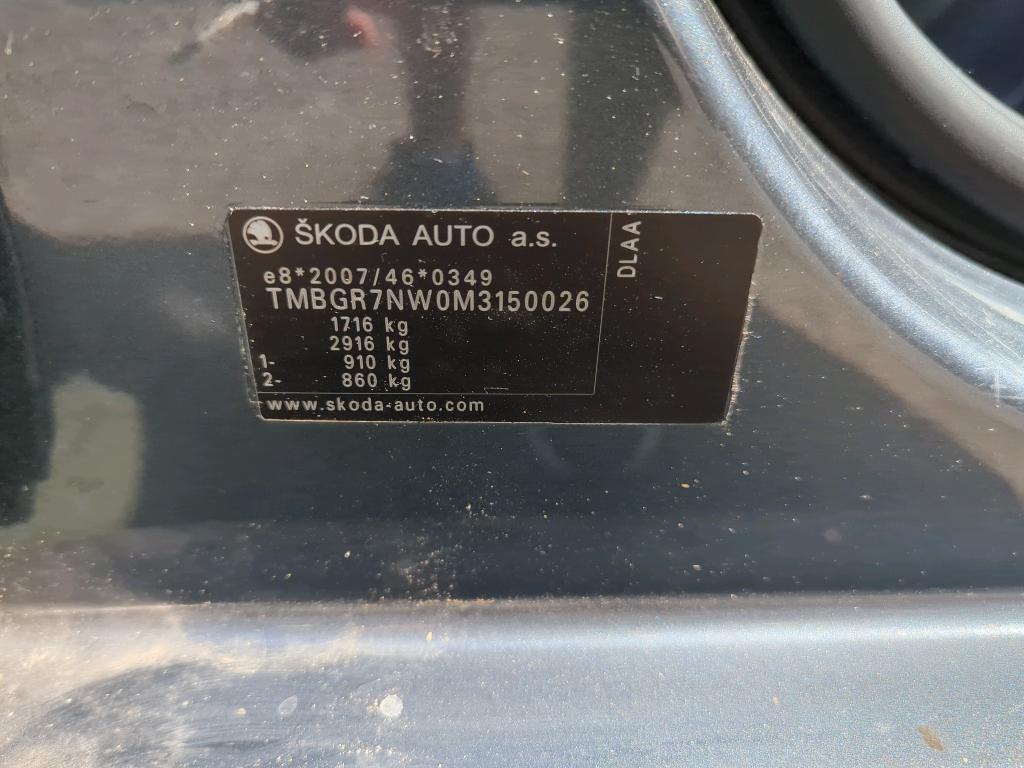 ŠKODA AUTO a.s.
DLAA
e8*2007/46*0349
TMBGR7NW0M3150026
1716 kg
2916 kg
1- 910 kg
2- 860 kg
www.skoda-auto.com